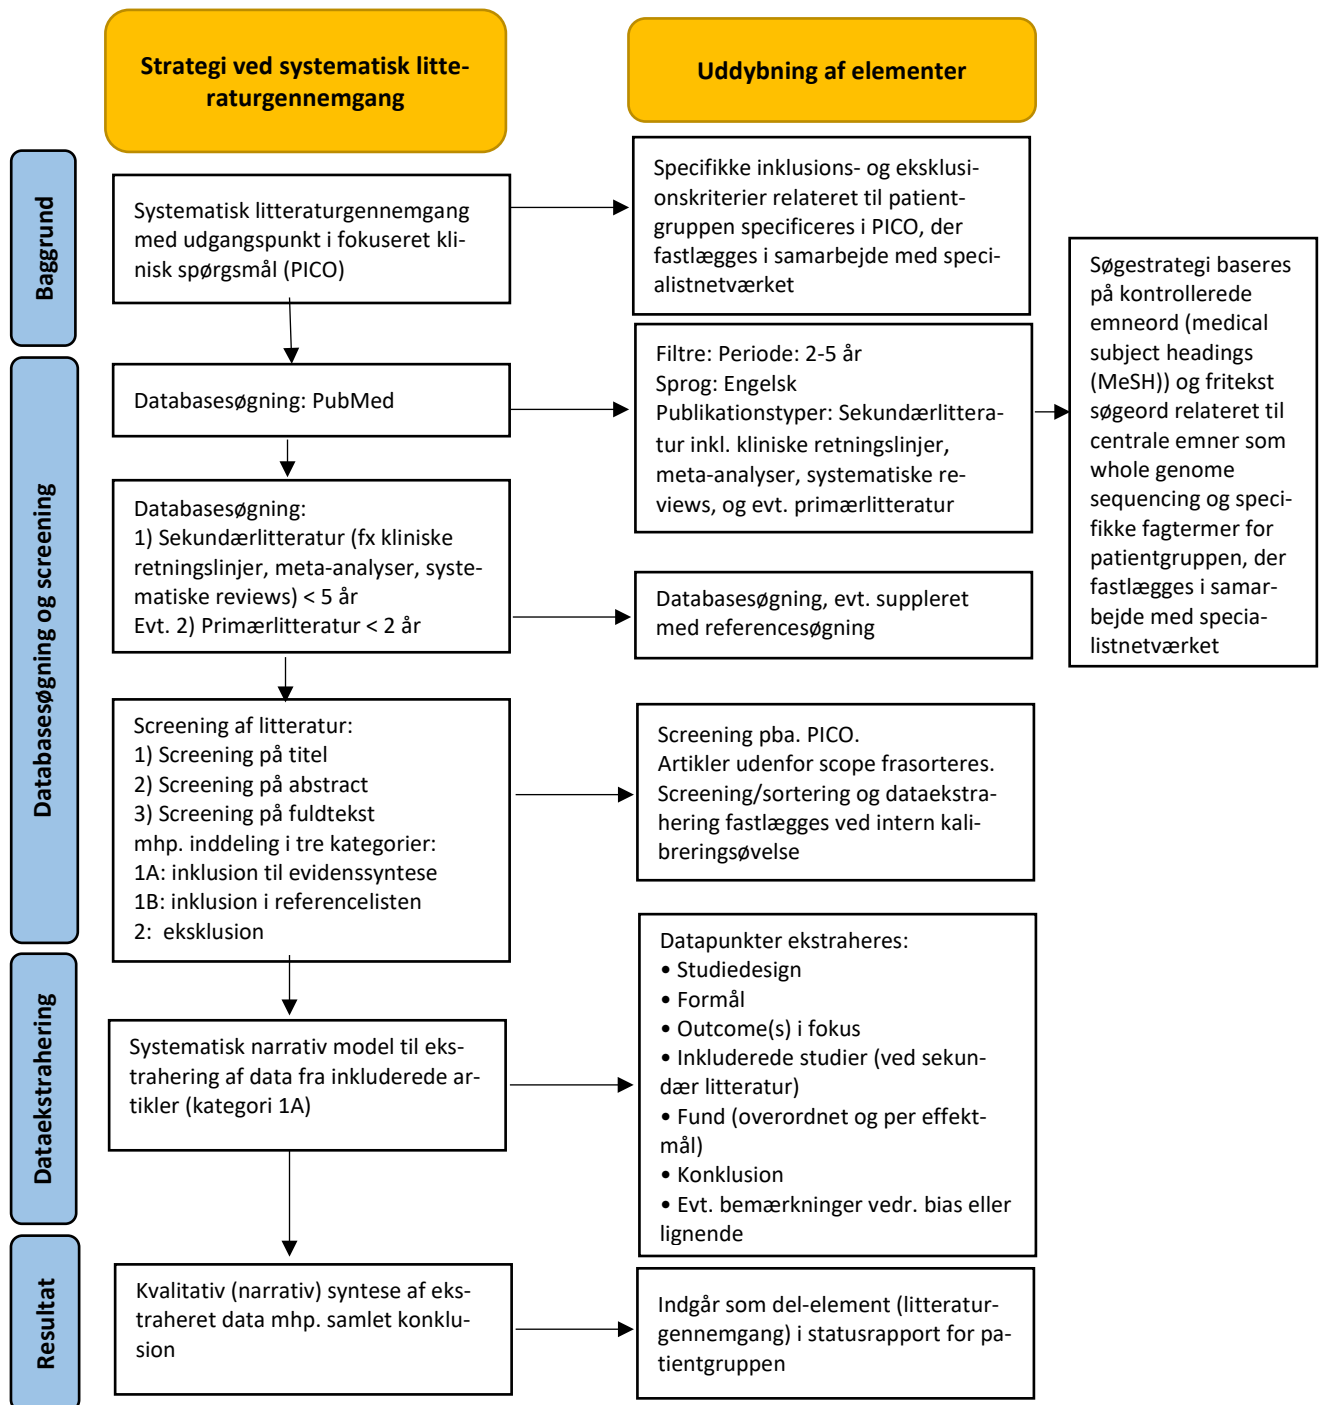 Strategi ved systematisk litte-
raturgennemgang
Uddybning af elementer
Baggrund
Systematisk litteraturgennemgang
med udgangspunkt i fokuseret kli-
nisk spørgsmål (PICO)
Specifikke inklusions- og eksklusi-
onskriterier relateret til patient-
gruppen specificeres i PICO, der
fastlægges i samarbejde med speci-
alistnetværket
Databasesøgning og screening
Databasesøgning: PubMed
Filtre: Periode: 2-5 år
Sprog: Engelsk
Publikationstyper: Sekundærlittera-
tur inkl. kliniske retningslinjer,
meta-analyser, systematiske re-
views, og evt. primærlitteratur
Søgestrategi baseres
på kontrollerede
emneord (medical
subject headings
(MeSH)) og fritekst
søgeord relateret til
centrale emner som
whole genome
sequencing og speci-
fikke fagtermer for
patientgruppen, der
fastlægges i samar-
bejde med specia-
listnetværket
Databasesøgning:
1) Sekundærlitteratur (fx kliniske
retningslinjer, meta-analyser, syste-
matiske reviews) < 5 år
Evt. 2) Primærlitteratur < 2 år
Databasesøgning, evt. suppleret
med referencesøgning
Screening af litteratur:
1) Screening på titel
2) Screening på abstract
3) Screening på fuldtekst
mhp. inddeling i tre kategorier:
1A: inklusion til evidenssyntese
1B: inklusion i referencelisten
2: eksklusion
Screening pba. PICO.
Artikler udenfor scope frasorteres.
Screening/sortering og dataekstra-
hering fastlægges ved intern kali-
breringsøvelse
Dataekstrahering
Systematisk narrativ model til eks-
trahering af data fra inkluderede ar-
tikler (kategori 1A)
Datapunkter ekstraheres:
• Studiedesign
• Formål
• Outcome(s) i fokus
• Inkluderede studier (ved sekun-
dær litteratur)
• Fund (overordnet og per effekt-
mål)
• Konklusion
• Evt. bemærkninger vedr. bias eller
lignende
Resultat
Kvalitativ (narrativ) syntese af eks-
traheret data mhp. samlet konklu-
sion
Indgår som del-element (litteratur-
gennemgang) i statusrapport for pa-
tientgruppen